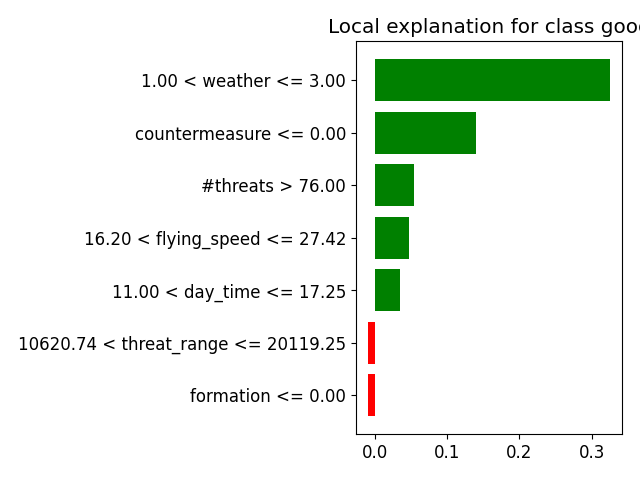 Local explanation for class good
1.00 < weather <= 3.00
countermeasure <= 0.00
#threats > 76.00
16.20 < flying_speed <= 27.42
11.00 < day_time <= 17.25
10620.74 < threat_range <= 20119.25
formation <= 0.00
0.0 0.1 0.2 0.3